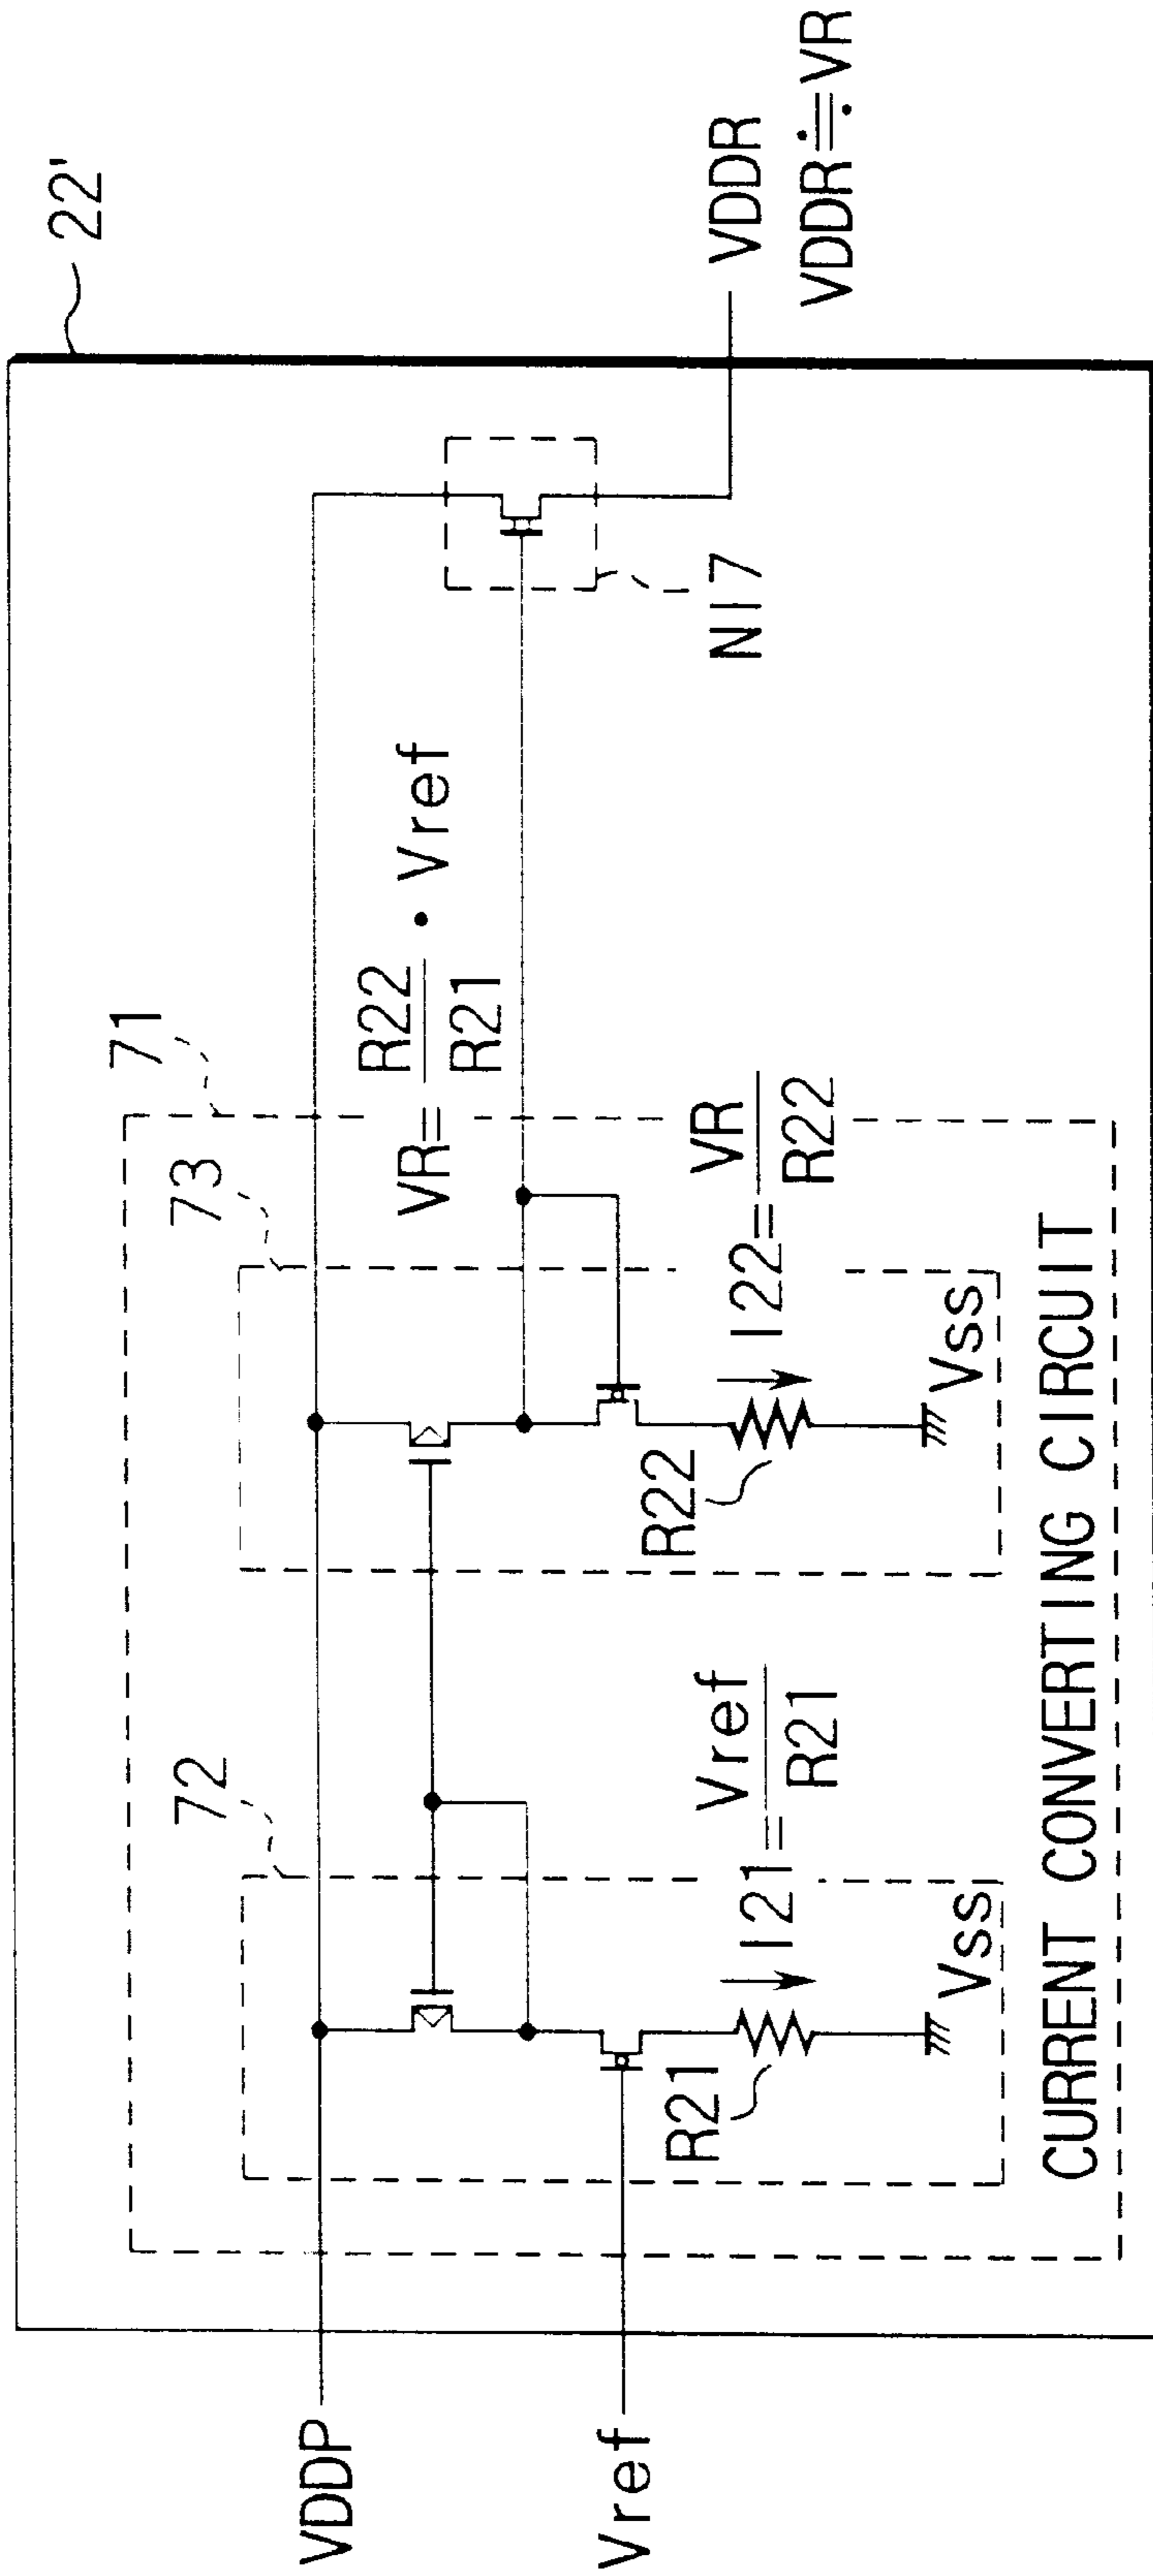 22'
71
72
73
VDDP
Vref
VR= R22/R21 · Vref
R21
I21= Vref/R21
Vss
R22
I22= VR/R22
Vss
CURRENT CONVERTING CIRCUIT
N17
VDDR
VDDR≒VR